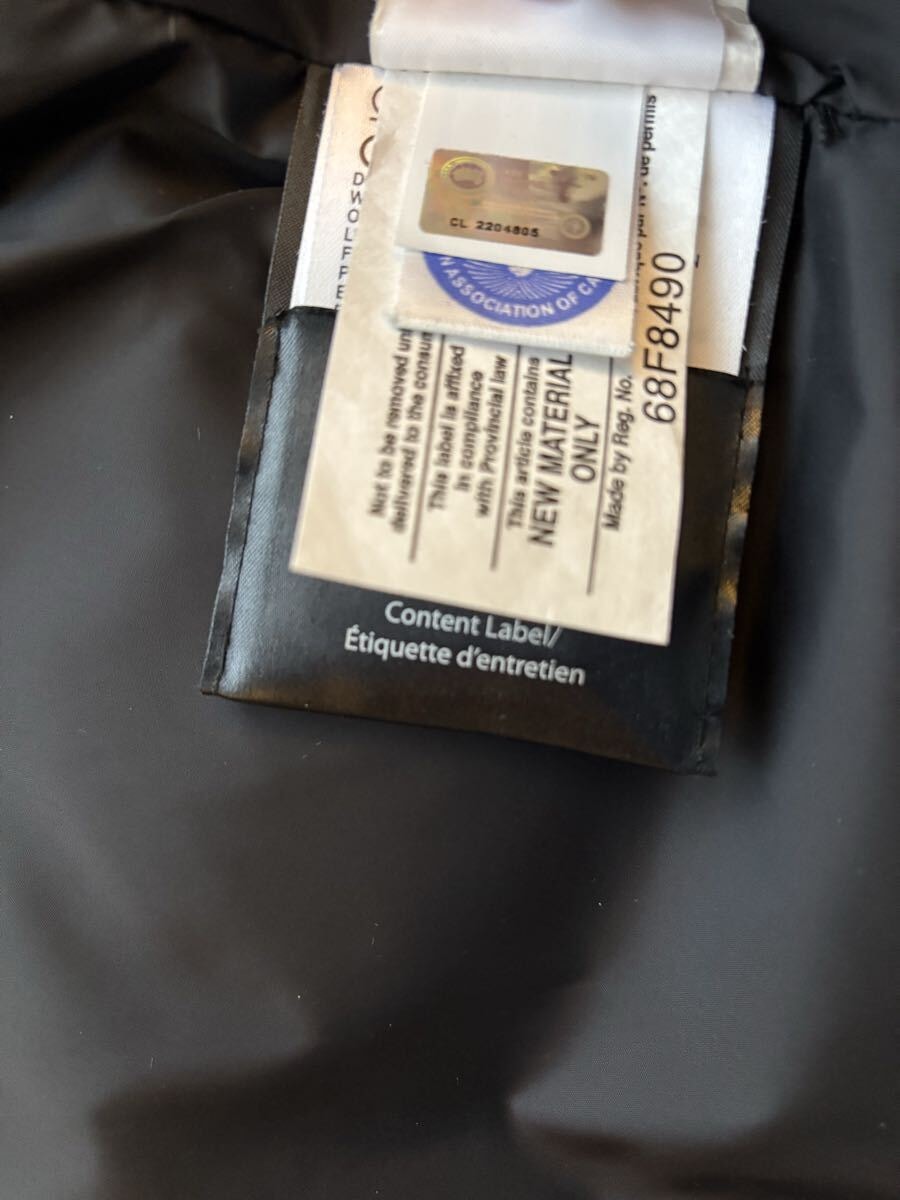 CL 2204805
N ASSOCIATION OF CA
D
W
O
L
F
P
E
Not to be removed un
delivered to the consum
This label is affixed
in compliance
with Provincial law
This article contains
NEW MATERIAL
ONLY
Made by Reg. No.
68F8490
de permis
Content Label/
Étiquette d'entretien